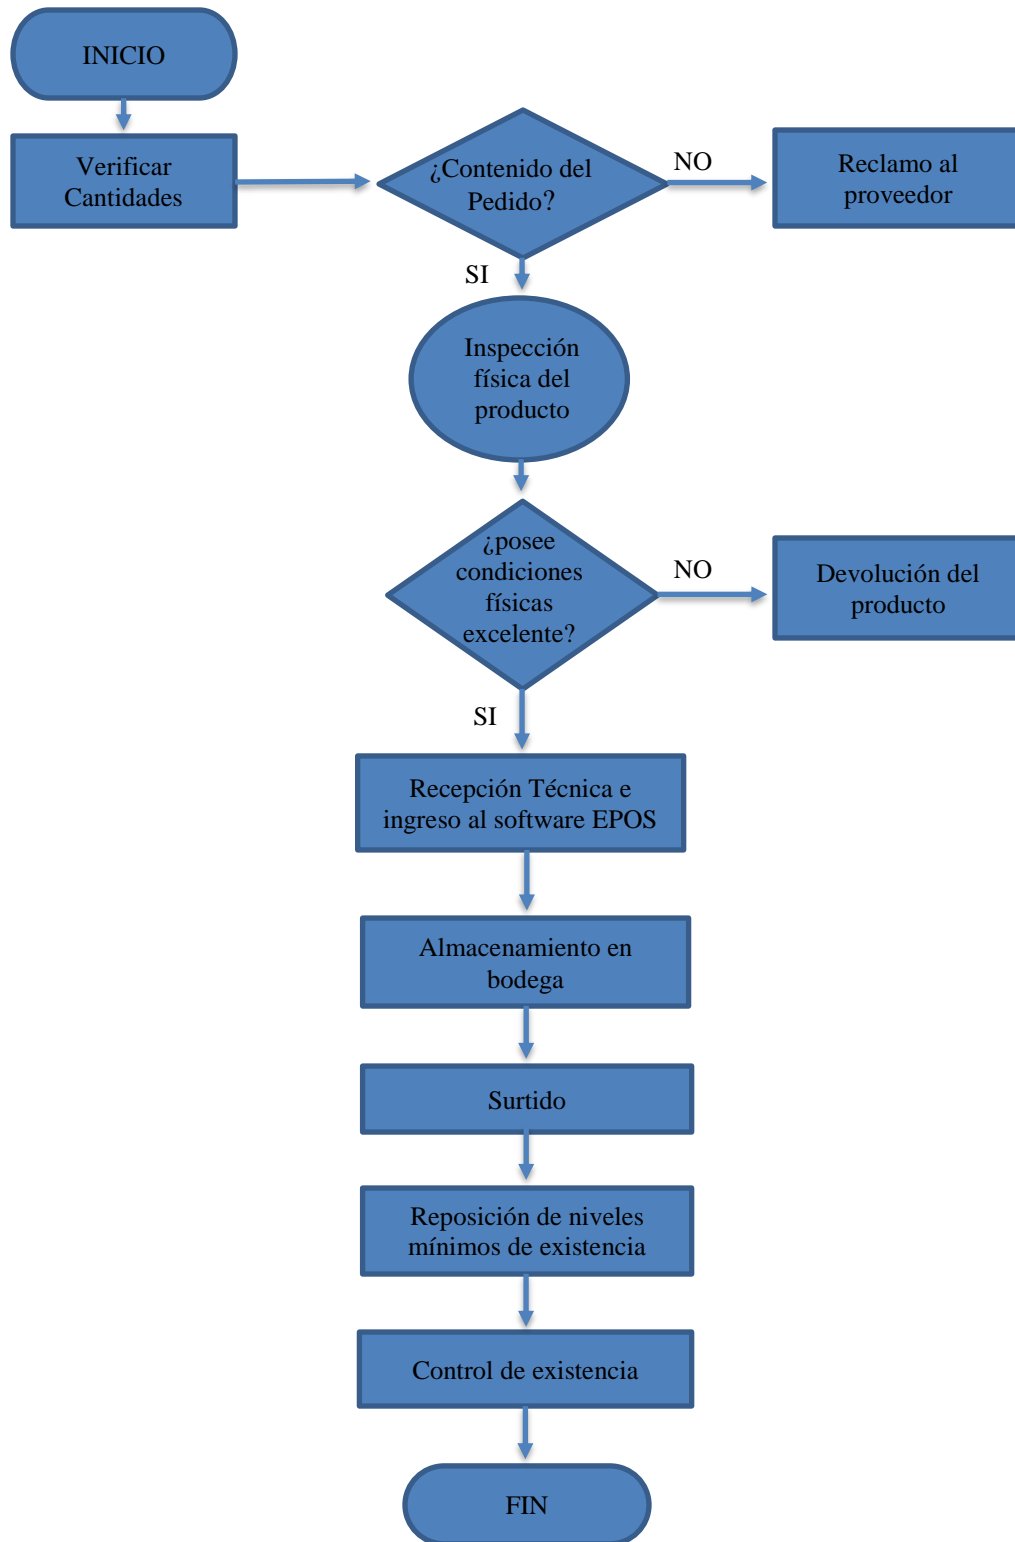 INICIO
Verificar
Cantidades
¿Contenido del
Pedido?
NO
Reclamo al
proveedor
SI
Inspección
física del
producto
¿posee
condiciones
físicas
excelente?
NO
Devolución del
producto
SI
Recepción Técnica e
ingreso al software EPOS
Almacenamiento en
bodega
Surtido
Reposición de niveles
mínimos de existencia
Control de existencia
FIN